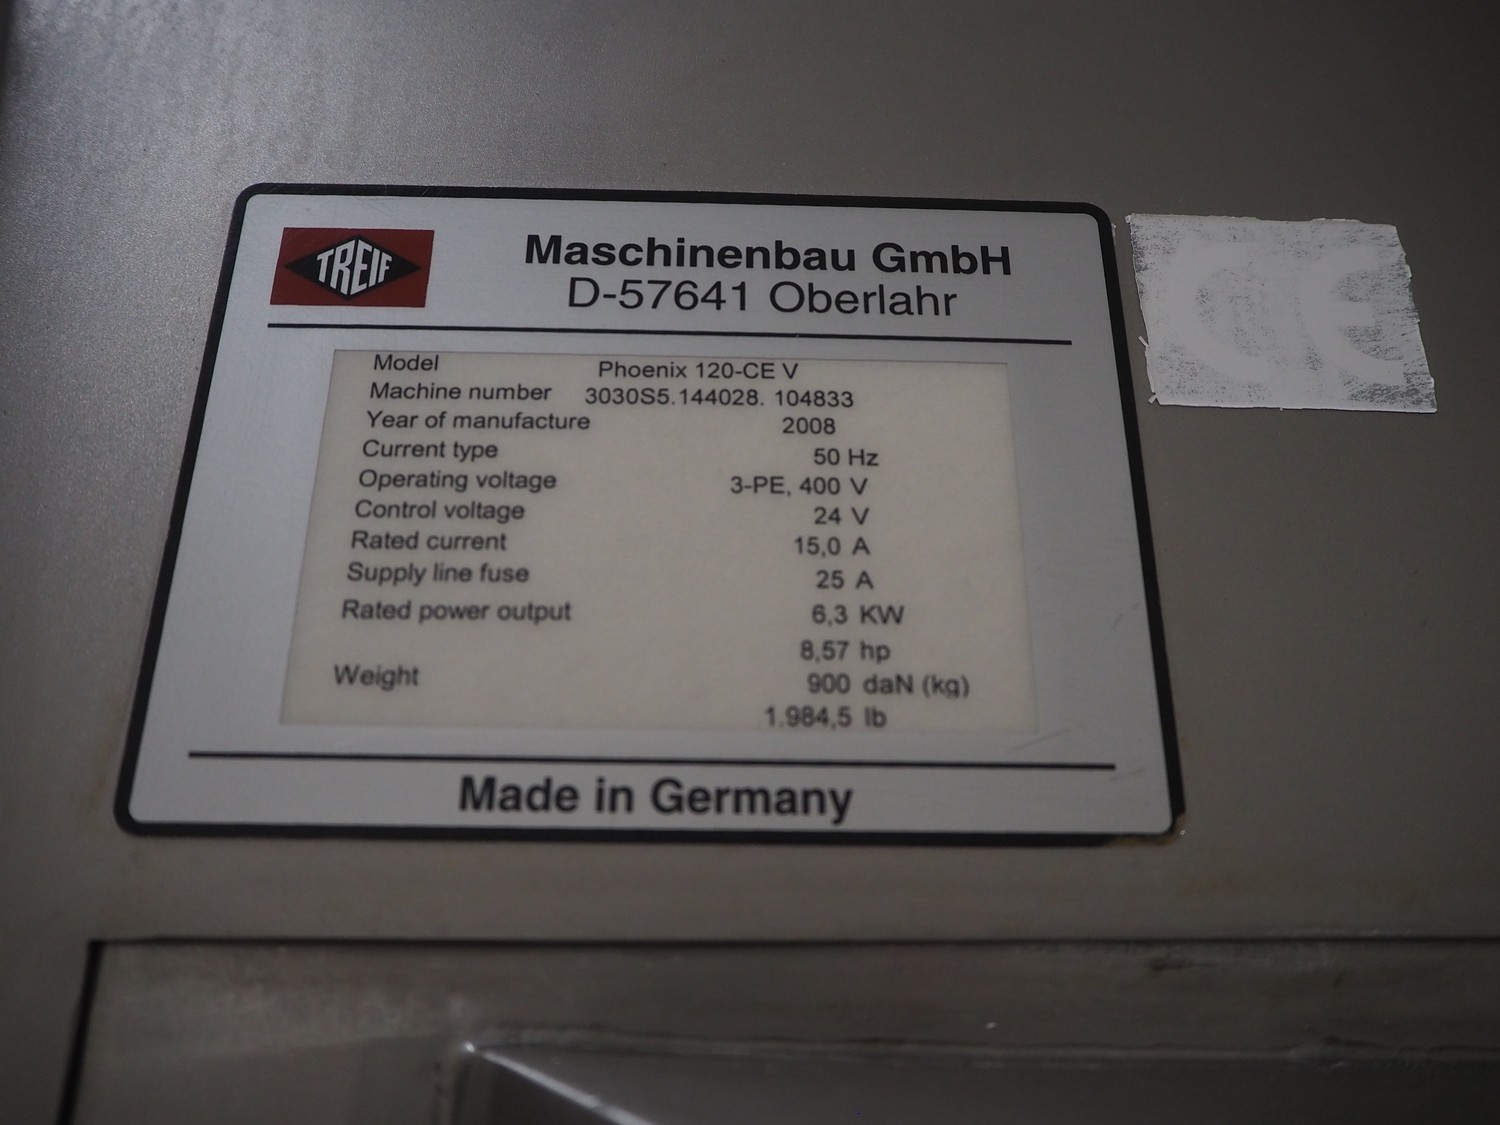 TREIF
Maschinenbau GmbH
D-57641 Oberlahr
Model Phoenix 120-CE V
Machine number 3030S5.144028. 104833
Year of manufacture 2008
Current type 50 Hz
Operating voltage 3-PE, 400 V
Control voltage 24 V
Rated current 15,0 A
Supply line fuse 25 A
Rated power output 6,3 KW
8,57 hp
Weight 900 daN (kg)
1.984,5 lb
Made in Germany
CE